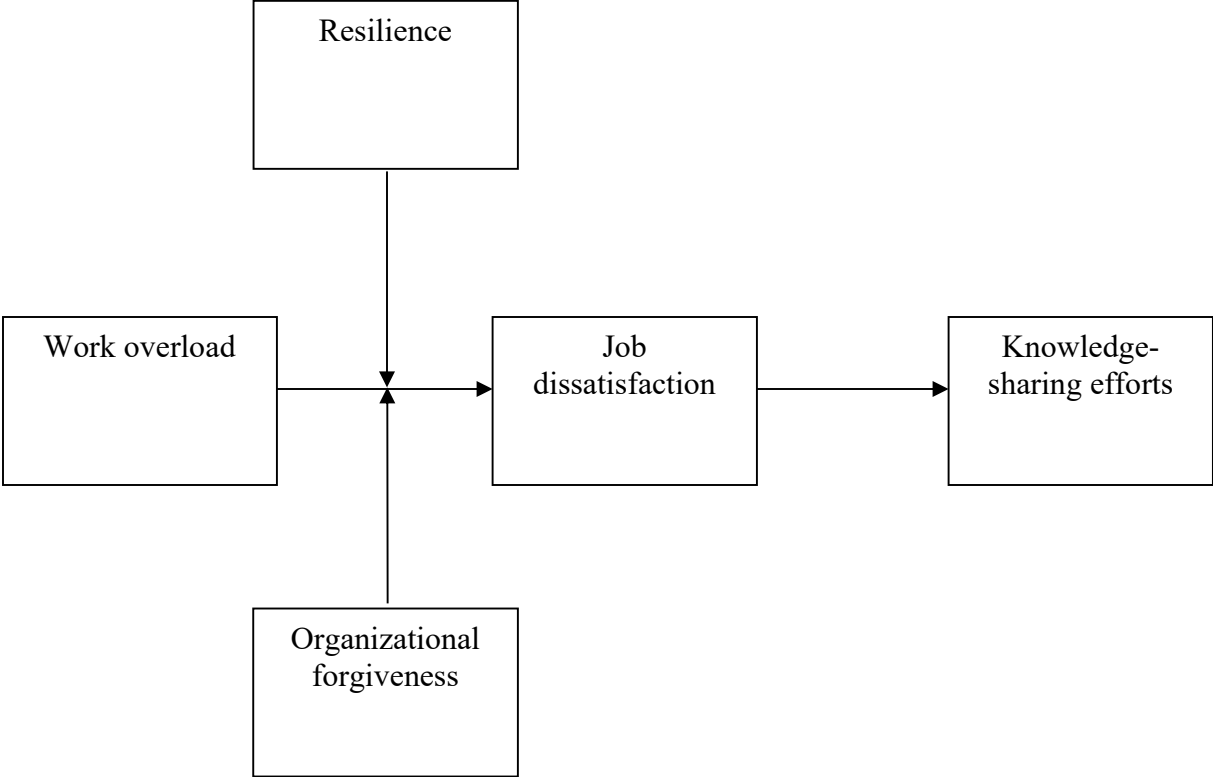 Resilience
Work overload
Job
dissatisfaction
Knowledge-
sharing efforts
Organizational
forgiveness